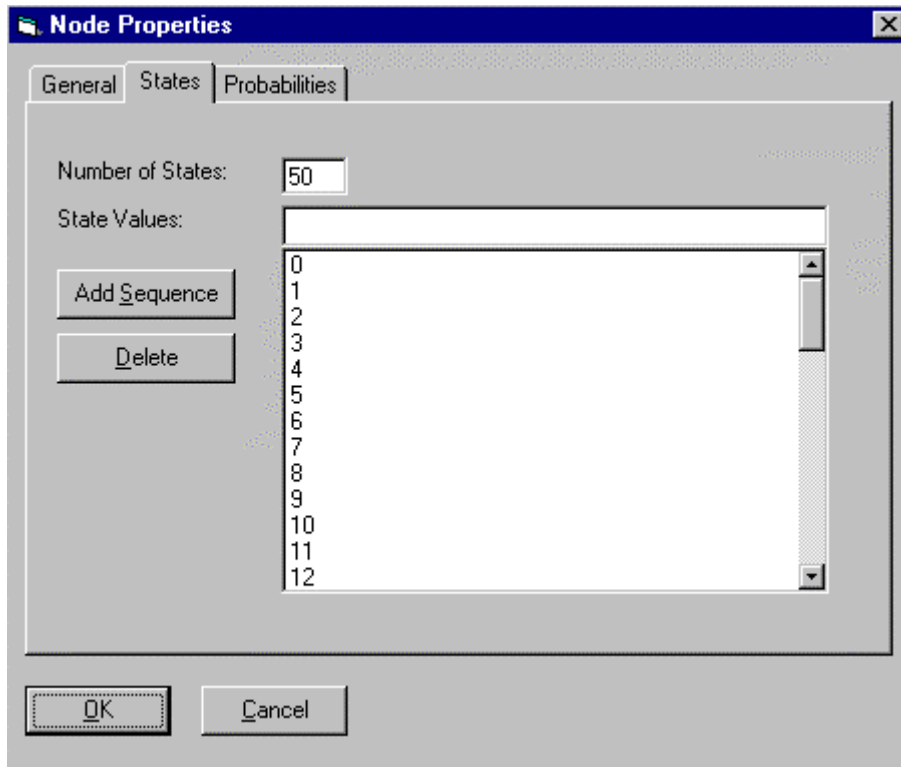 Node Properties
General States Probabilities
Number of States: 50
State Values:
Add Sequence
Delete
0
1
2
3
4
5
6
7
8
9
10
11
12
OK Cancel